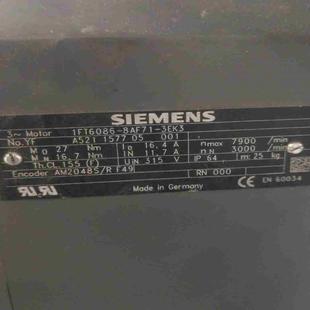 SIEMENS
3~ Motor 1FT6086-8AF71-3EK3
No.YF A521 1577 05 001
M0 27 Nm I0 16.4 A n 7900 /min
MN 16.7 Nm IN 11.7 A nN 3000 /min
Th.CL 155 (F) UiN 315 V IP 64 m: 25 kg
Encoder AM2048S/R F49 RN 000
CE EN 60034
Made in Germany